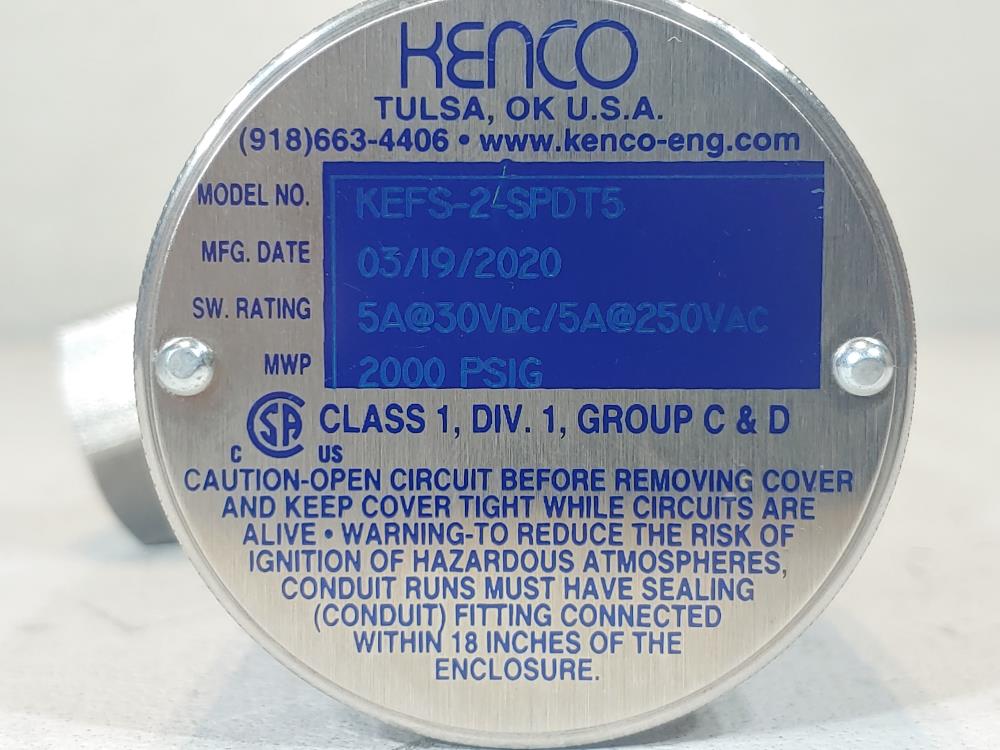 KENCO
TULSA, OK U.S.A.
(918)663-4406 • www.kenco-eng.com
MODEL NO. KEFS-2-SPDT5
MFG. DATE 03/19/2020
SW. RATING 5A@30VDC/5A@250VAC
MWP 2000 PSIG
C SA US CLASS 1, DIV. 1, GROUP C & D
CAUTION-OPEN CIRCUIT BEFORE REMOVING COVER
AND KEEP COVER TIGHT WHILE CIRCUITS ARE
ALIVE • WARNING-TO REDUCE THE RISK OF
IGNITION OF HAZARDOUS ATMOSPHERES,
CONDUIT RUNS MUST HAVE SEALING
(CONDUIT) FITTING CONNECTED
WITHIN 18 INCHES OF THE
ENCLOSURE.